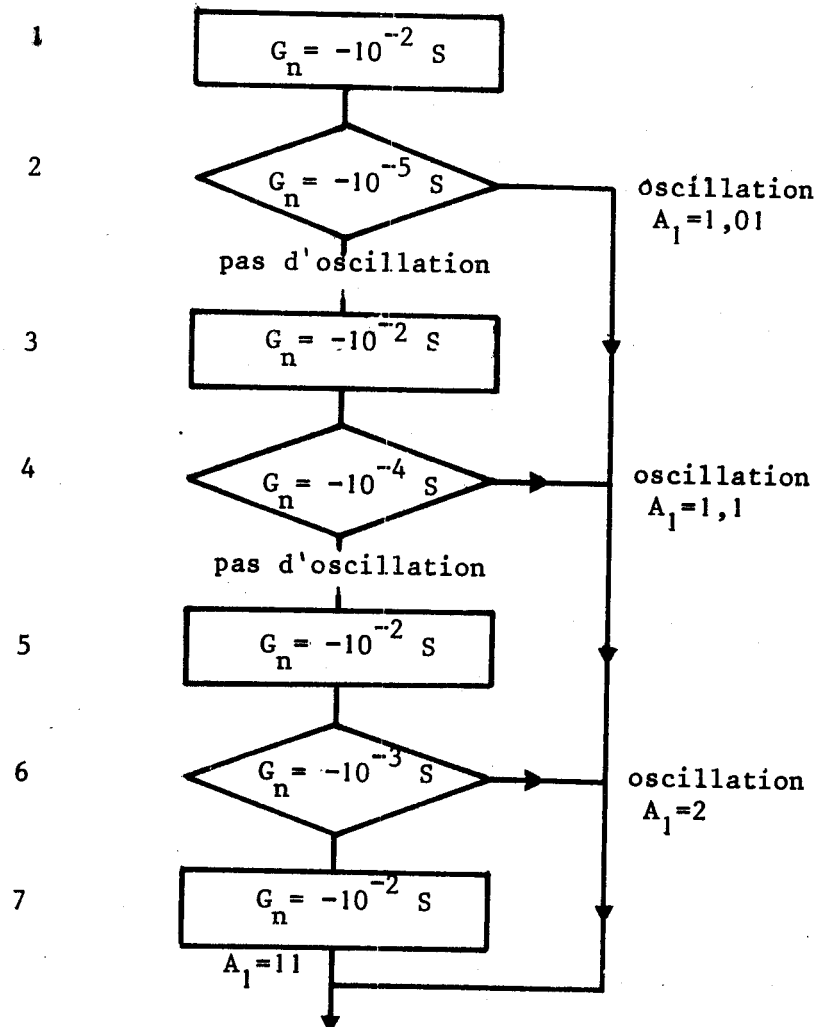 1
G_n = -10^-2 S
2
G_n = -10^-5 S
oscillation
A_1=1,01
pas d'oscillation
3
G_n = -10^-2 S
4
G_n = -10^-4 S
oscillation
A_1=1,1
pas d'oscillation
5
G_n = -10^-2 S
6
G_n = -10^-3 S
oscillation
A_1=2
7
G_n = -10^-2 S
A_1=11